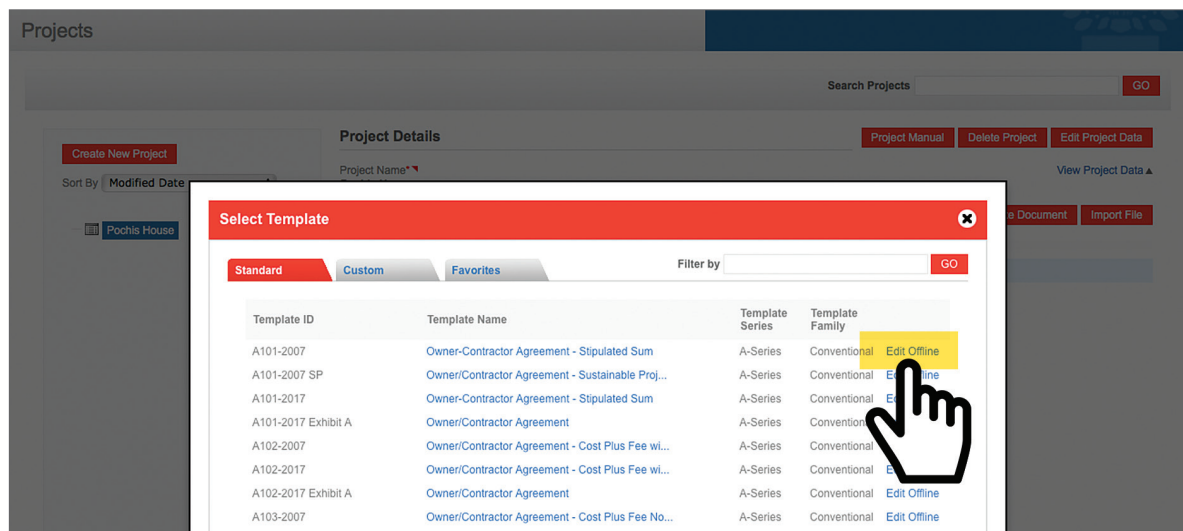 Projects
Search Projects GO
Project Details Project Manual Delete Project Edit Project Data
Create New Project
Project Name* View Project Data
Sort By Modified Date
Select Template
Document Import File
Pochis House
Standard Custom Favorites Filter by GO
Template ID Template Name Template Series Template Family
A101-2007 Owner-Contractor Agreement - Stipulated Sum A-Series Conventional Edit Offline
A101-2007 SP Owner/Contractor Agreement - Sustainable Proj... A-Series Conventional
A101-2017 Owner-Contractor Agreement - Stipulated Sum A-Series Conventional
A101-2017 Exhibit A Owner/Contractor Agreement A-Series
A102-2007 Owner/Contractor Agreement - Cost Plus Fee wi... A-Series Conventional
A102-2017 Owner/Contractor Agreement - Cost Plus Fee wi... A-Series Conventional
A102-2017 Exhibit A Owner/Contractor Agreement A-Series Conventional Edit Offline
A103-2007 Owner/Contractor Agreement - Cost Plus Fee No... A-Series Conventional Edit Offline